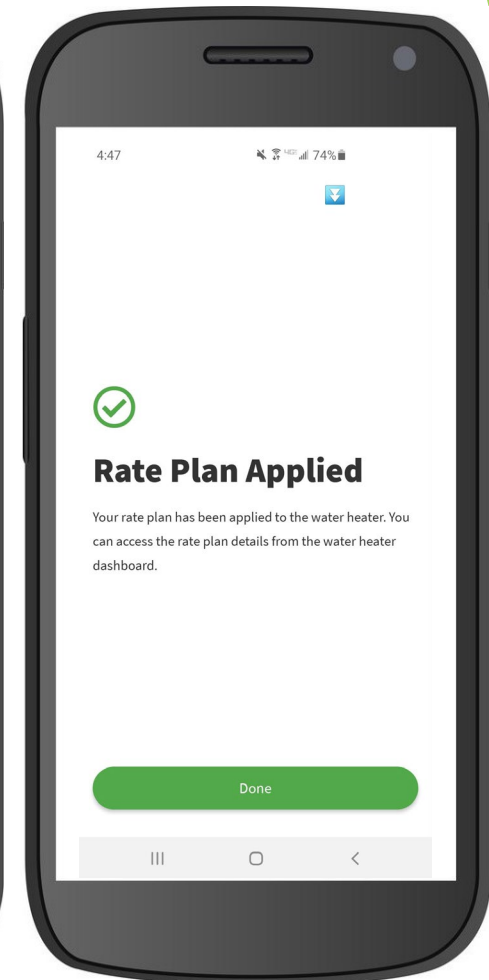 4:47 4G 74%
Rate Plan Applied
Your rate plan has been applied to the water heater. You
can access the rate plan details from the water heater
dashboard.
Done